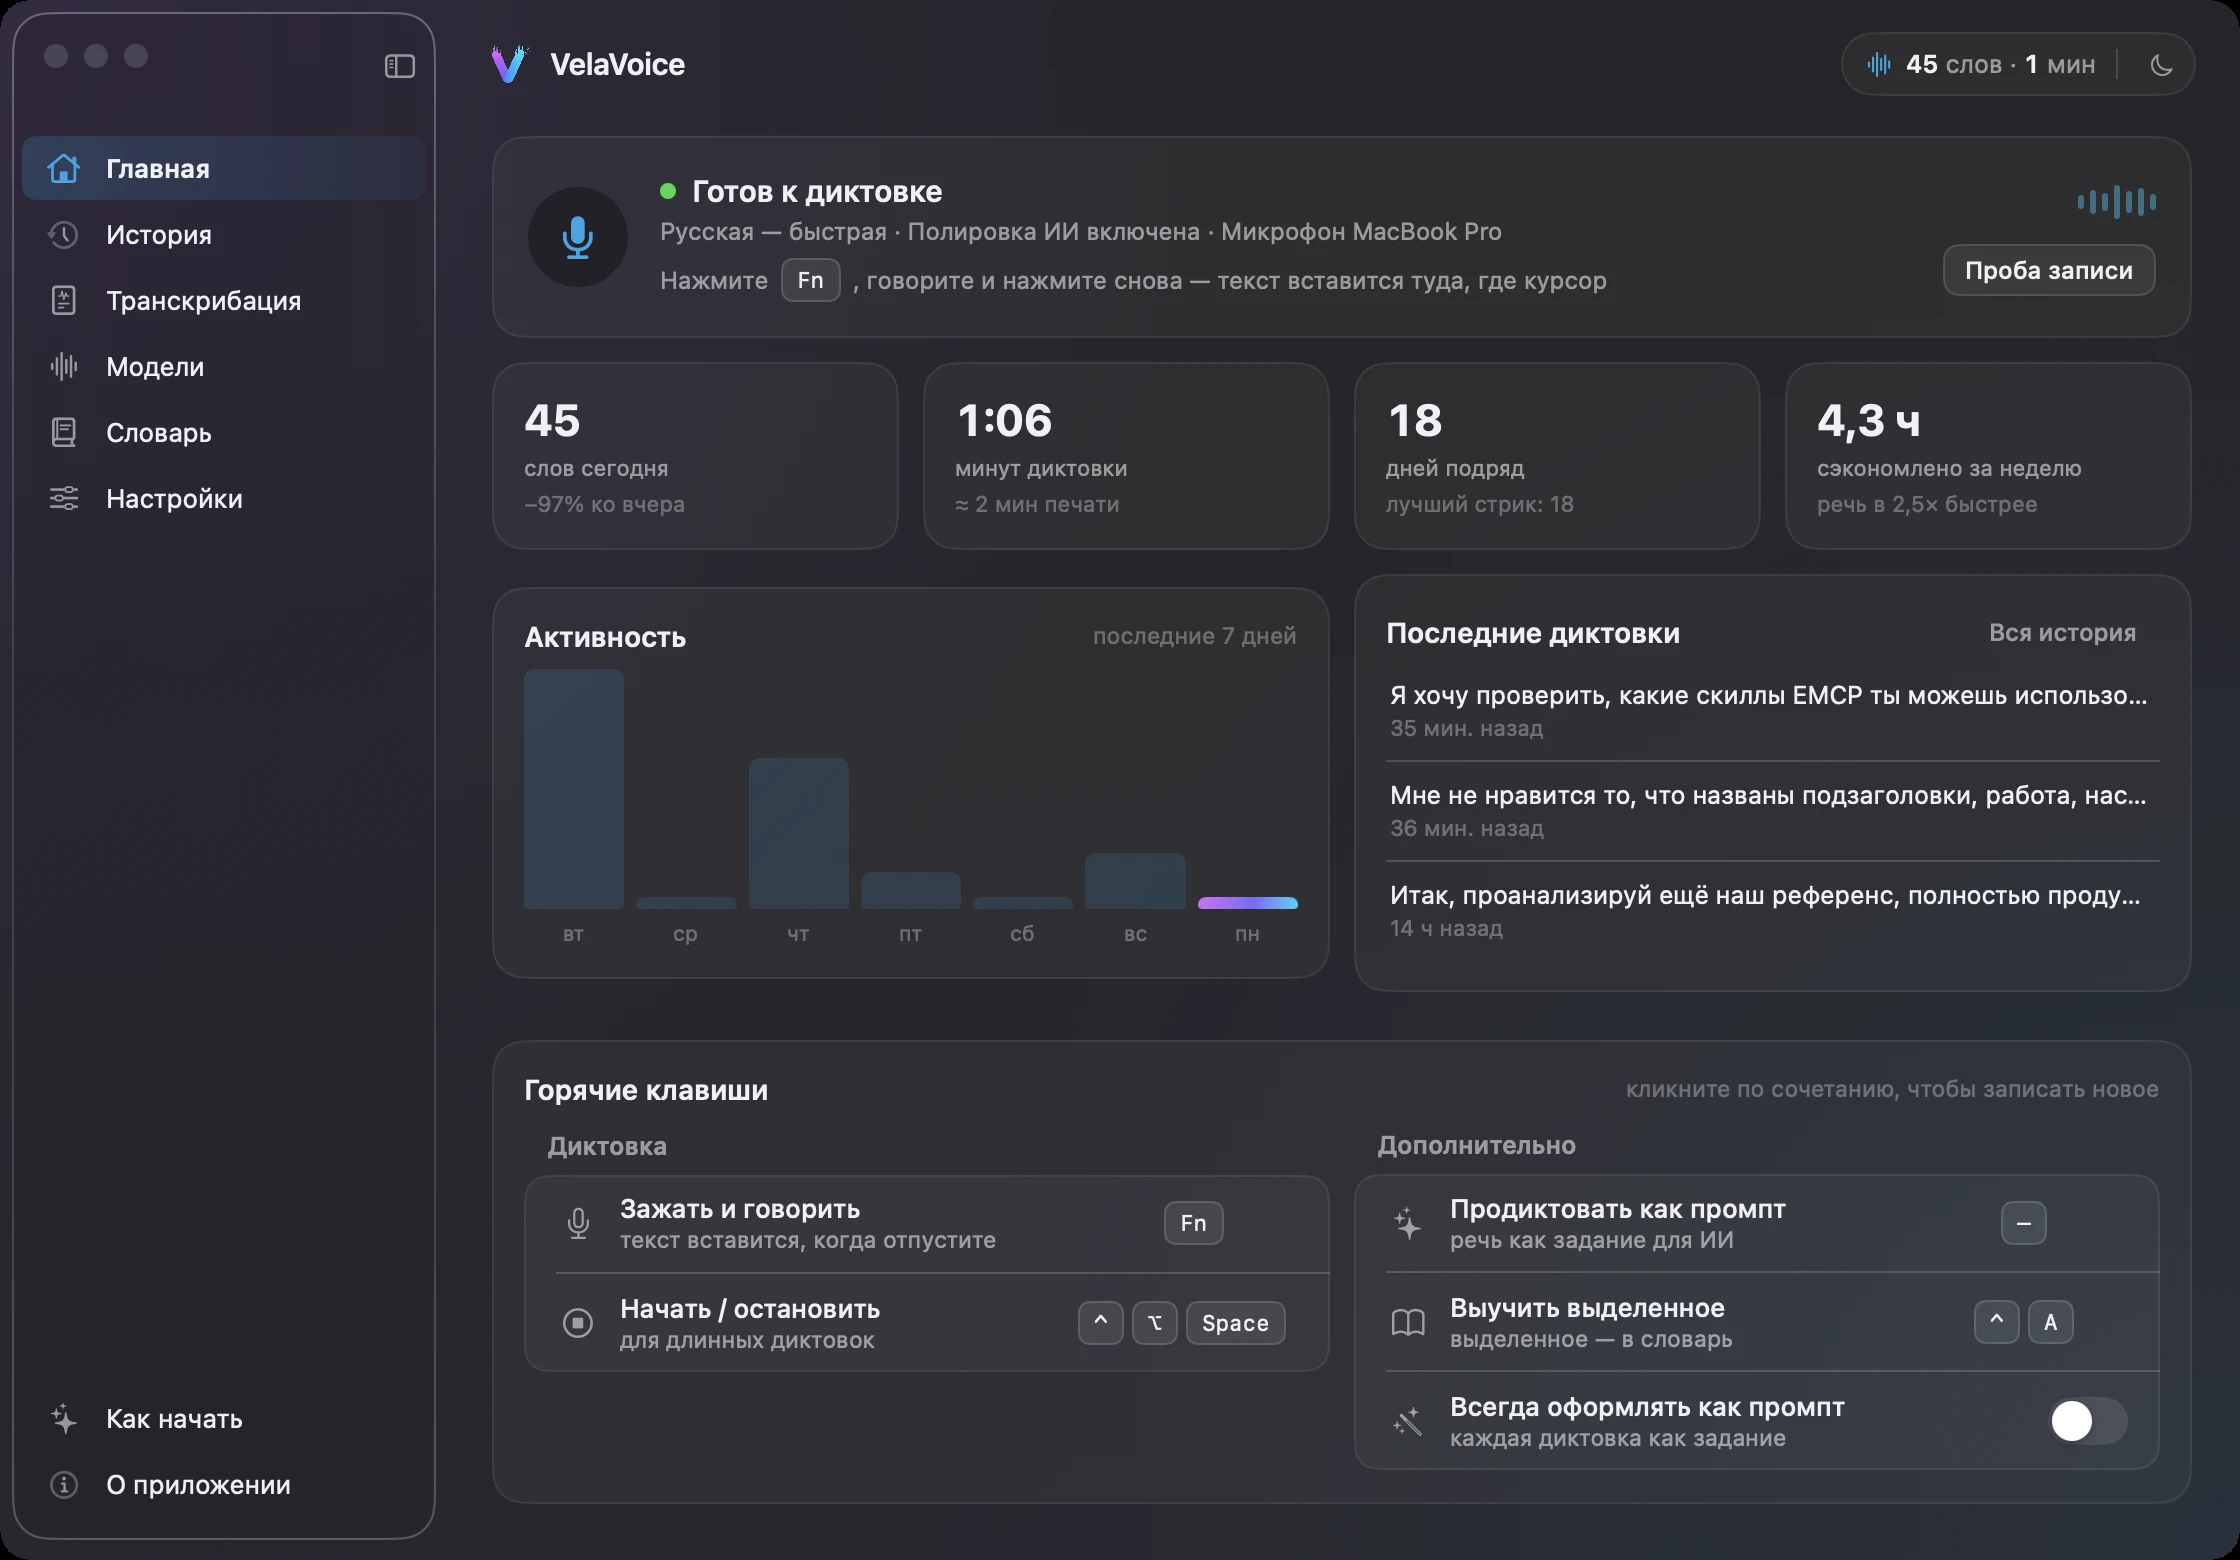 VelaVoice
45 слов · 1 мин
Главная
История
Транскрибация
Модели
Словарь
Настройки
Как начать
О приложении
Готов к диктовке
Русская — быстрая · Полировка ИИ включена · Микрофон MacBook Pro
Нажмите Fn , говорите и нажмите снова — текст вставится туда, где курсор
Проба записи
45
слов сегодня
−97% ко вчера
1:06
минут диктовки
≈ 2 мин печати
18
дней подряд
лучший стрик: 18
4,3 ч
сэкономлено за неделю
речь в 2,5× быстрее
Активность
последние 7 дней
вт ср чт пт сб вс пн
Последние диктовки
Вся история
Я хочу проверить, какие скиллы EMCP ты можешь использо...
35 мин. назад
Мне не нравится то, что названы подзаголовки, работа, нас...
36 мин. назад
Итак, проанализируй ещё наш референс, полностью проду...
14 ч назад
Горячие клавиши
кликните по сочетанию, чтобы записать новое
Диктовка
Зажать и говорить
текст вставится, когда отпустите
Fn
Начать / остановить
для длинных диктовок
^ ⌥ Space
Дополнительно
Продиктовать как промпт
речь как задание для ИИ
–
Выучить выделенное
выделенное — в словарь
^ A
Всегда оформлять как промпт
каждая диктовка как задание